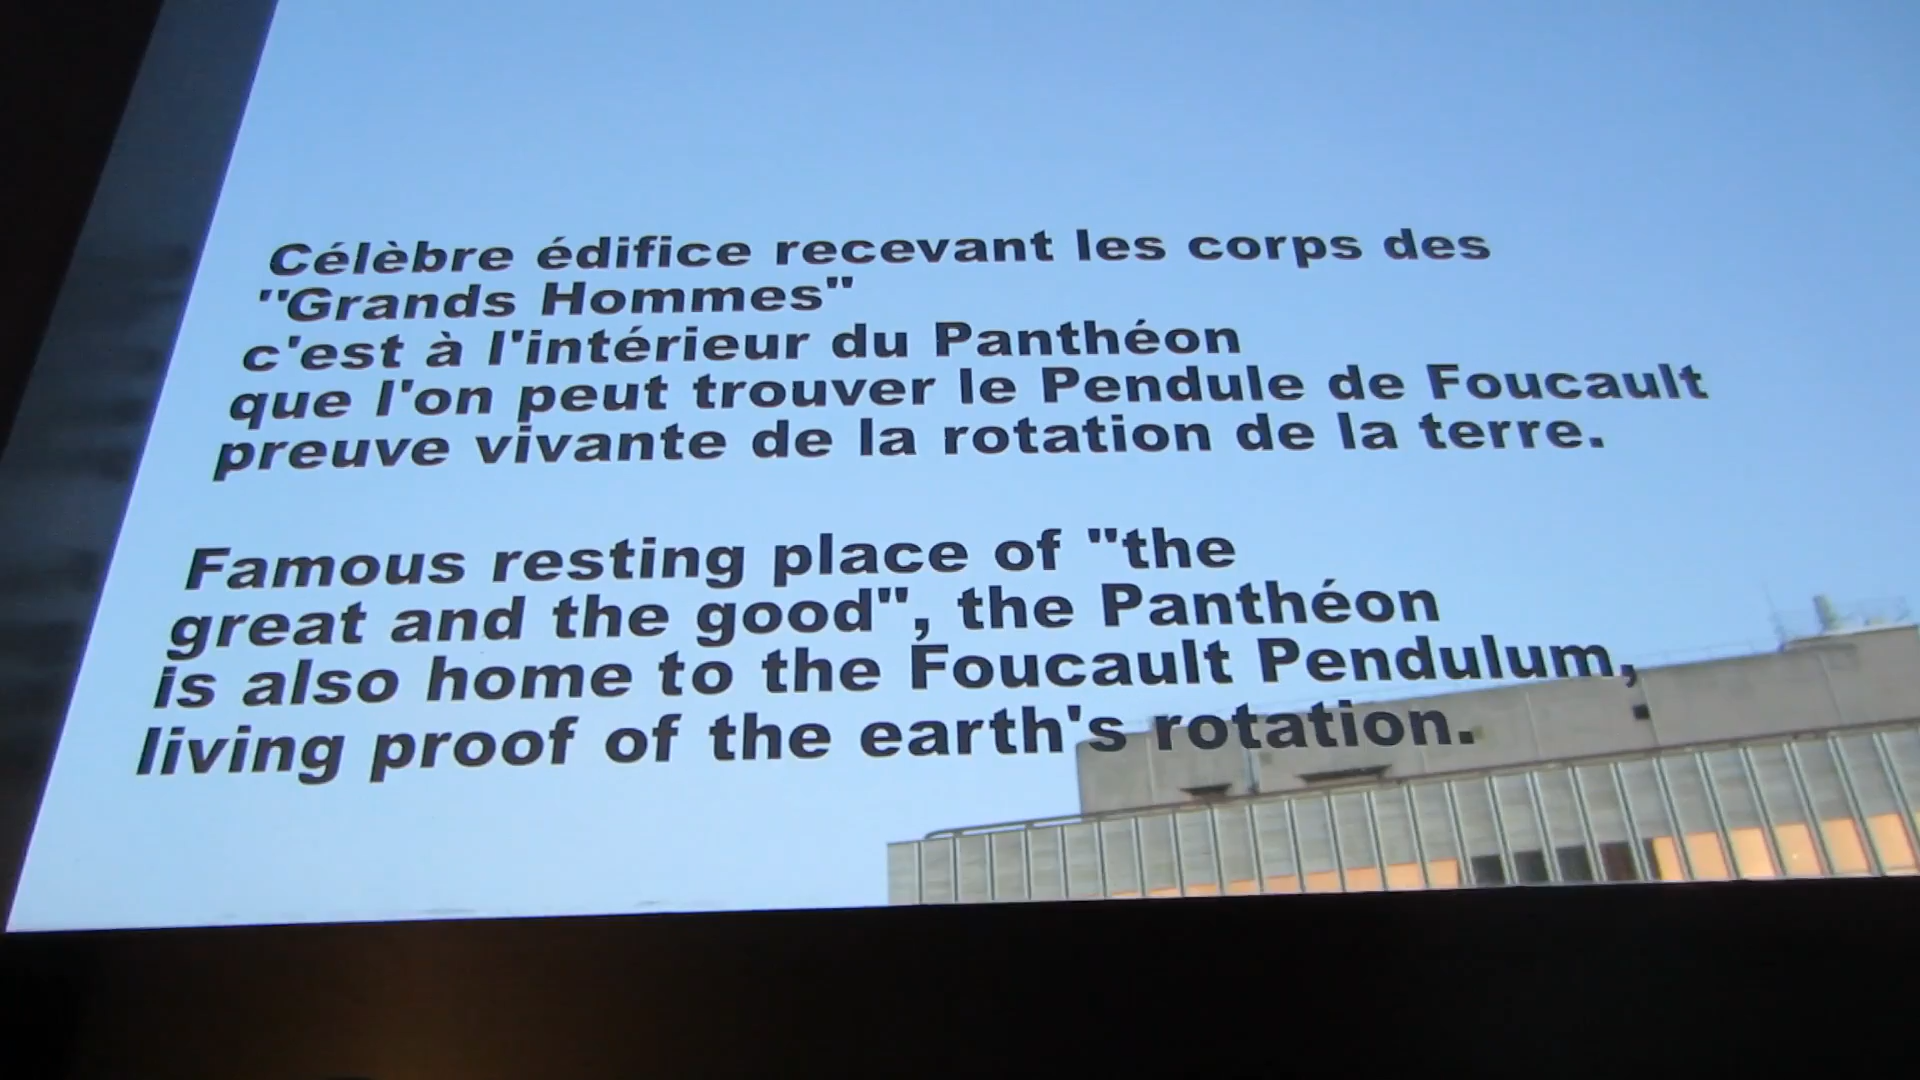 Célèbre édifice recevant les corps des
''Grands Hommes"
c'est à l'intérieur du Panthéon
que l'on peut trouver le Pendule de Foucault
preuve vivante de la rotation de la terre.
Famous resting place of "the
great and the good", the Panthéon
is also home to the Foucault Pendulum,
living proof of the earth's rotation.